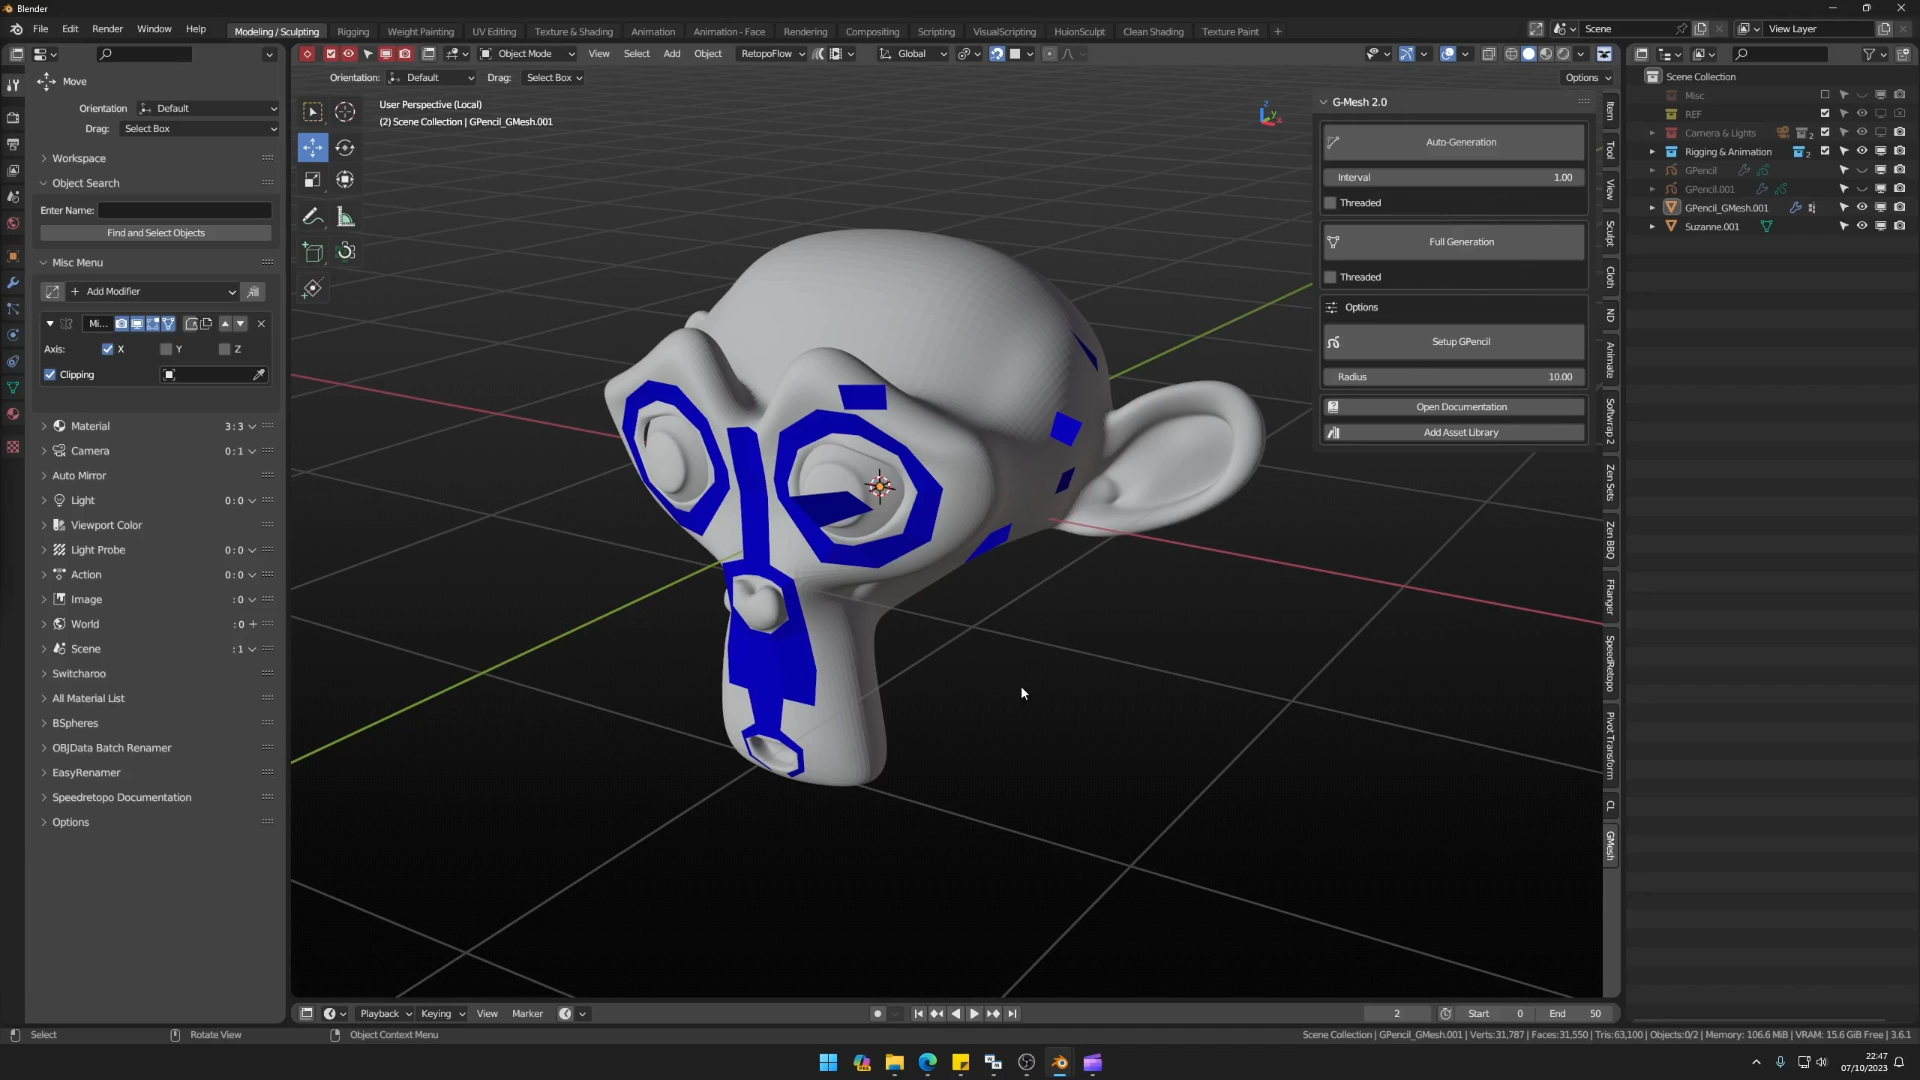 Blender
File Edit Render Window Help
Modeling / Sculpting Rigging Weight Painting UV Editing Texture & Shading Animation Animation - Face Rendering Compositing Scripting VisualScripting HuionSculpt Clean Shading Texture Paint +
Scene
View Layer
Object Mode View Select Add Object RetopoFlow Global
Orientation: Default Drag: Select Box
Options
Move
Orientation Default
Drag: Select Box
Workspace
Object Search
Enter Name:
Find and Select Objects
Misc Menu
Add Modifier
Mi...
Axis: X Y Z
Clipping
Material 3:3
Camera 0:1
Auto Mirror
Light 0:0
Viewport Color
Light Probe 0:0
Action 0:0
Image :0
World :0
Scene :1
Switcharoo
All Material List
BSpheres
OBJData Batch Renamer
EasyRenamer
Speedretopo Documentation
Options
User Perspective (Local)
(2) Scene Collection | GPencil_GMesh.001
G-Mesh 2.0
Auto-Generation
Interval 1.00
Threaded
Full Generation
Threaded
Options
Setup GPencil
Radius 10.00
Open Documentation
Add Asset Library
Item
Tool
View
Sculpt
Cloth
ND
Animate
Softwrap 2
Zen Sets
Zen BBQ
FRanger
SpeedRetopo
Pivot Transform
CL
GMesh
Scene Collection
Misc
REF
Camera & Lights 2
Rigging & Animation 2
GPencil
GPencil.001
GPencil_GMesh.001
Suzanne.001
Playback Keying View Marker
2 Start 0 End 50
Select Rotate View Object Context Menu
Scene Collection | GPencil_GMesh.001 | Verts:31,787 | Faces:31,550 | Tris:63,100 | Objects:0/2 | Memory: 106.6 MiB | VRAM: 15.6 GiB Free | 3.6.1
22:47
07/10/2023